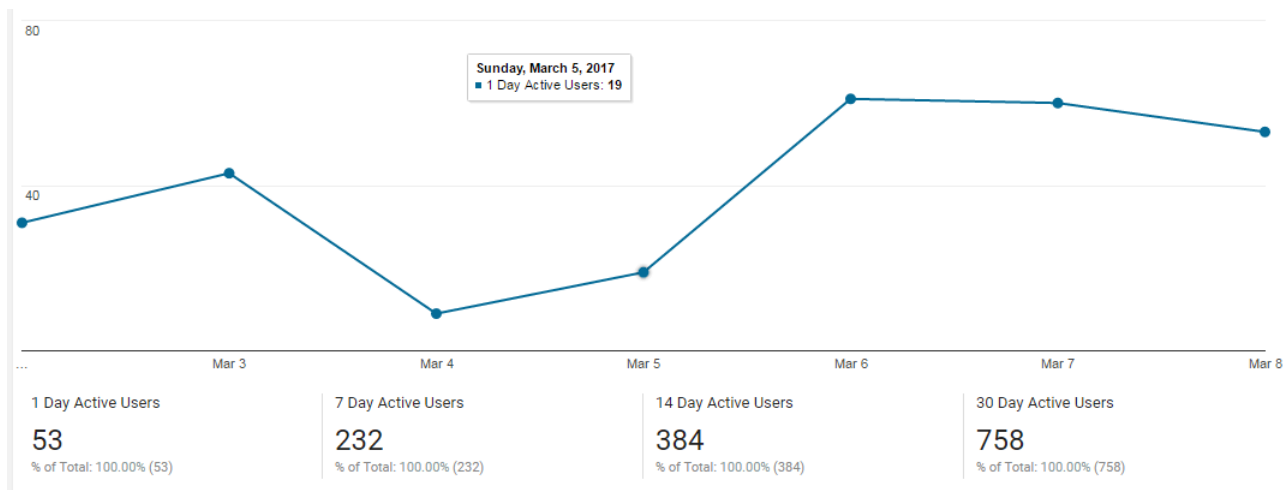 80
Sunday, March 5, 2017
1 Day Active Users: 19
40
... Mar 3 Mar 4 Mar 5 Mar 6 Mar 7 Mar 8
1 Day Active Users 7 Day Active Users 14 Day Active Users 30 Day Active Users
53 232 384 758
% of Total: 100.00% (53) % of Total: 100.00% (232) % of Total: 100.00% (384) % of Total: 100.00% (758)